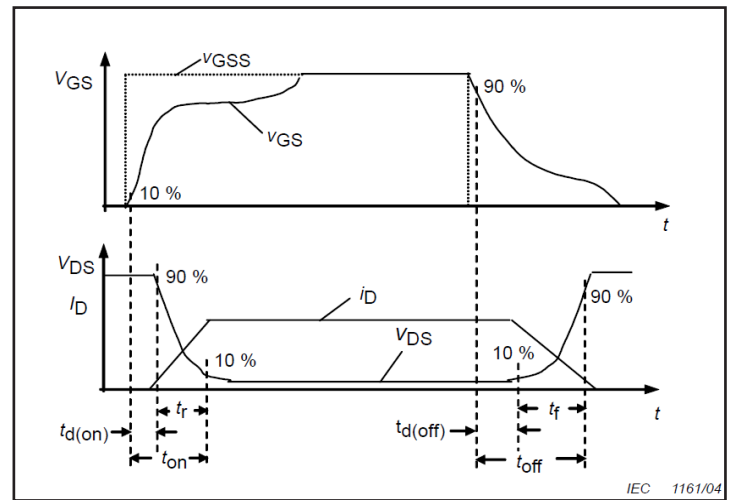 vGSS
VGS
90 %
vGS
10 %
t
VDS
ID
90 %
iD
90 %
vDS
10 %
10 %
tr
tf
t
td(on)
td(off)
ton
toff
IEC 1161/04